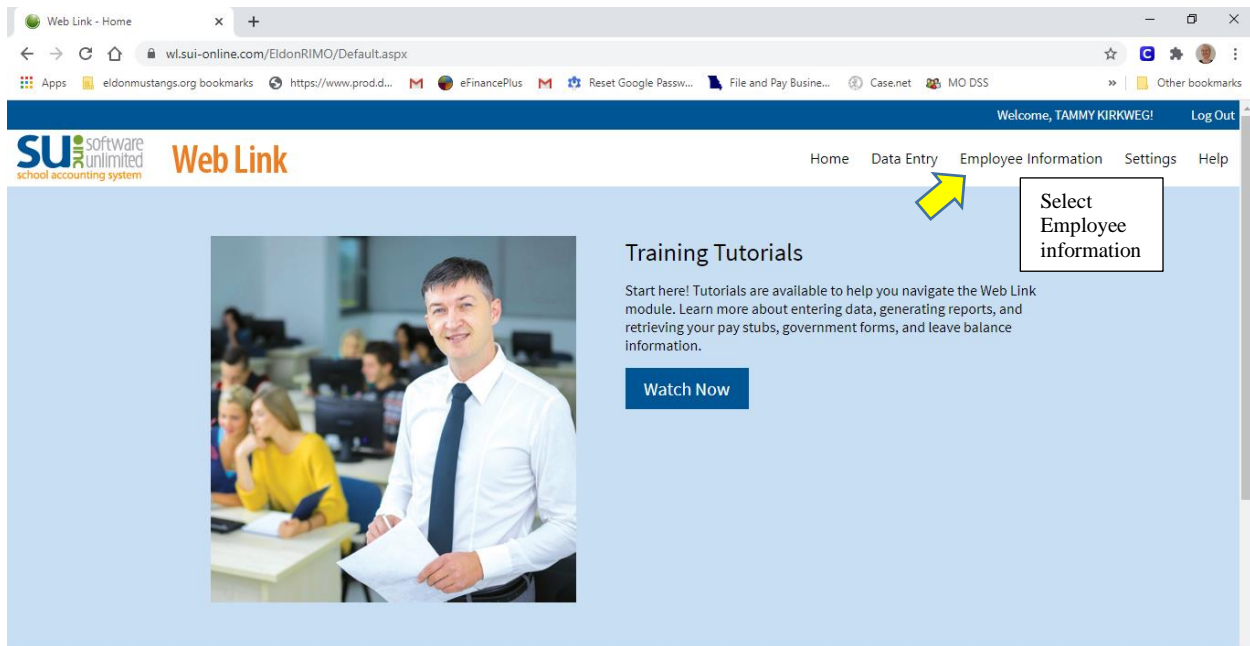 Web Link - Home
wl.sui-online.com/EldonRIMO/Default.aspx
Apps eldonmustangs.org bookmarks https://www.prod.d... eFinancePlus Reset Google Passw... File and Pay Busine... Case.net MO DSS » Other bookmarks
Welcome, TAMMY KIRKWEG! Log Out
SUI software unlimited
school accounting system
Web Link
Home Data Entry Employee Information Settings Help
Select
Employee
information
Training Tutorials
Start here! Tutorials are available to help you navigate the Web Link
module. Learn more about entering data, generating reports, and
retrieving your pay stubs, government forms, and leave balance
information.
Watch Now